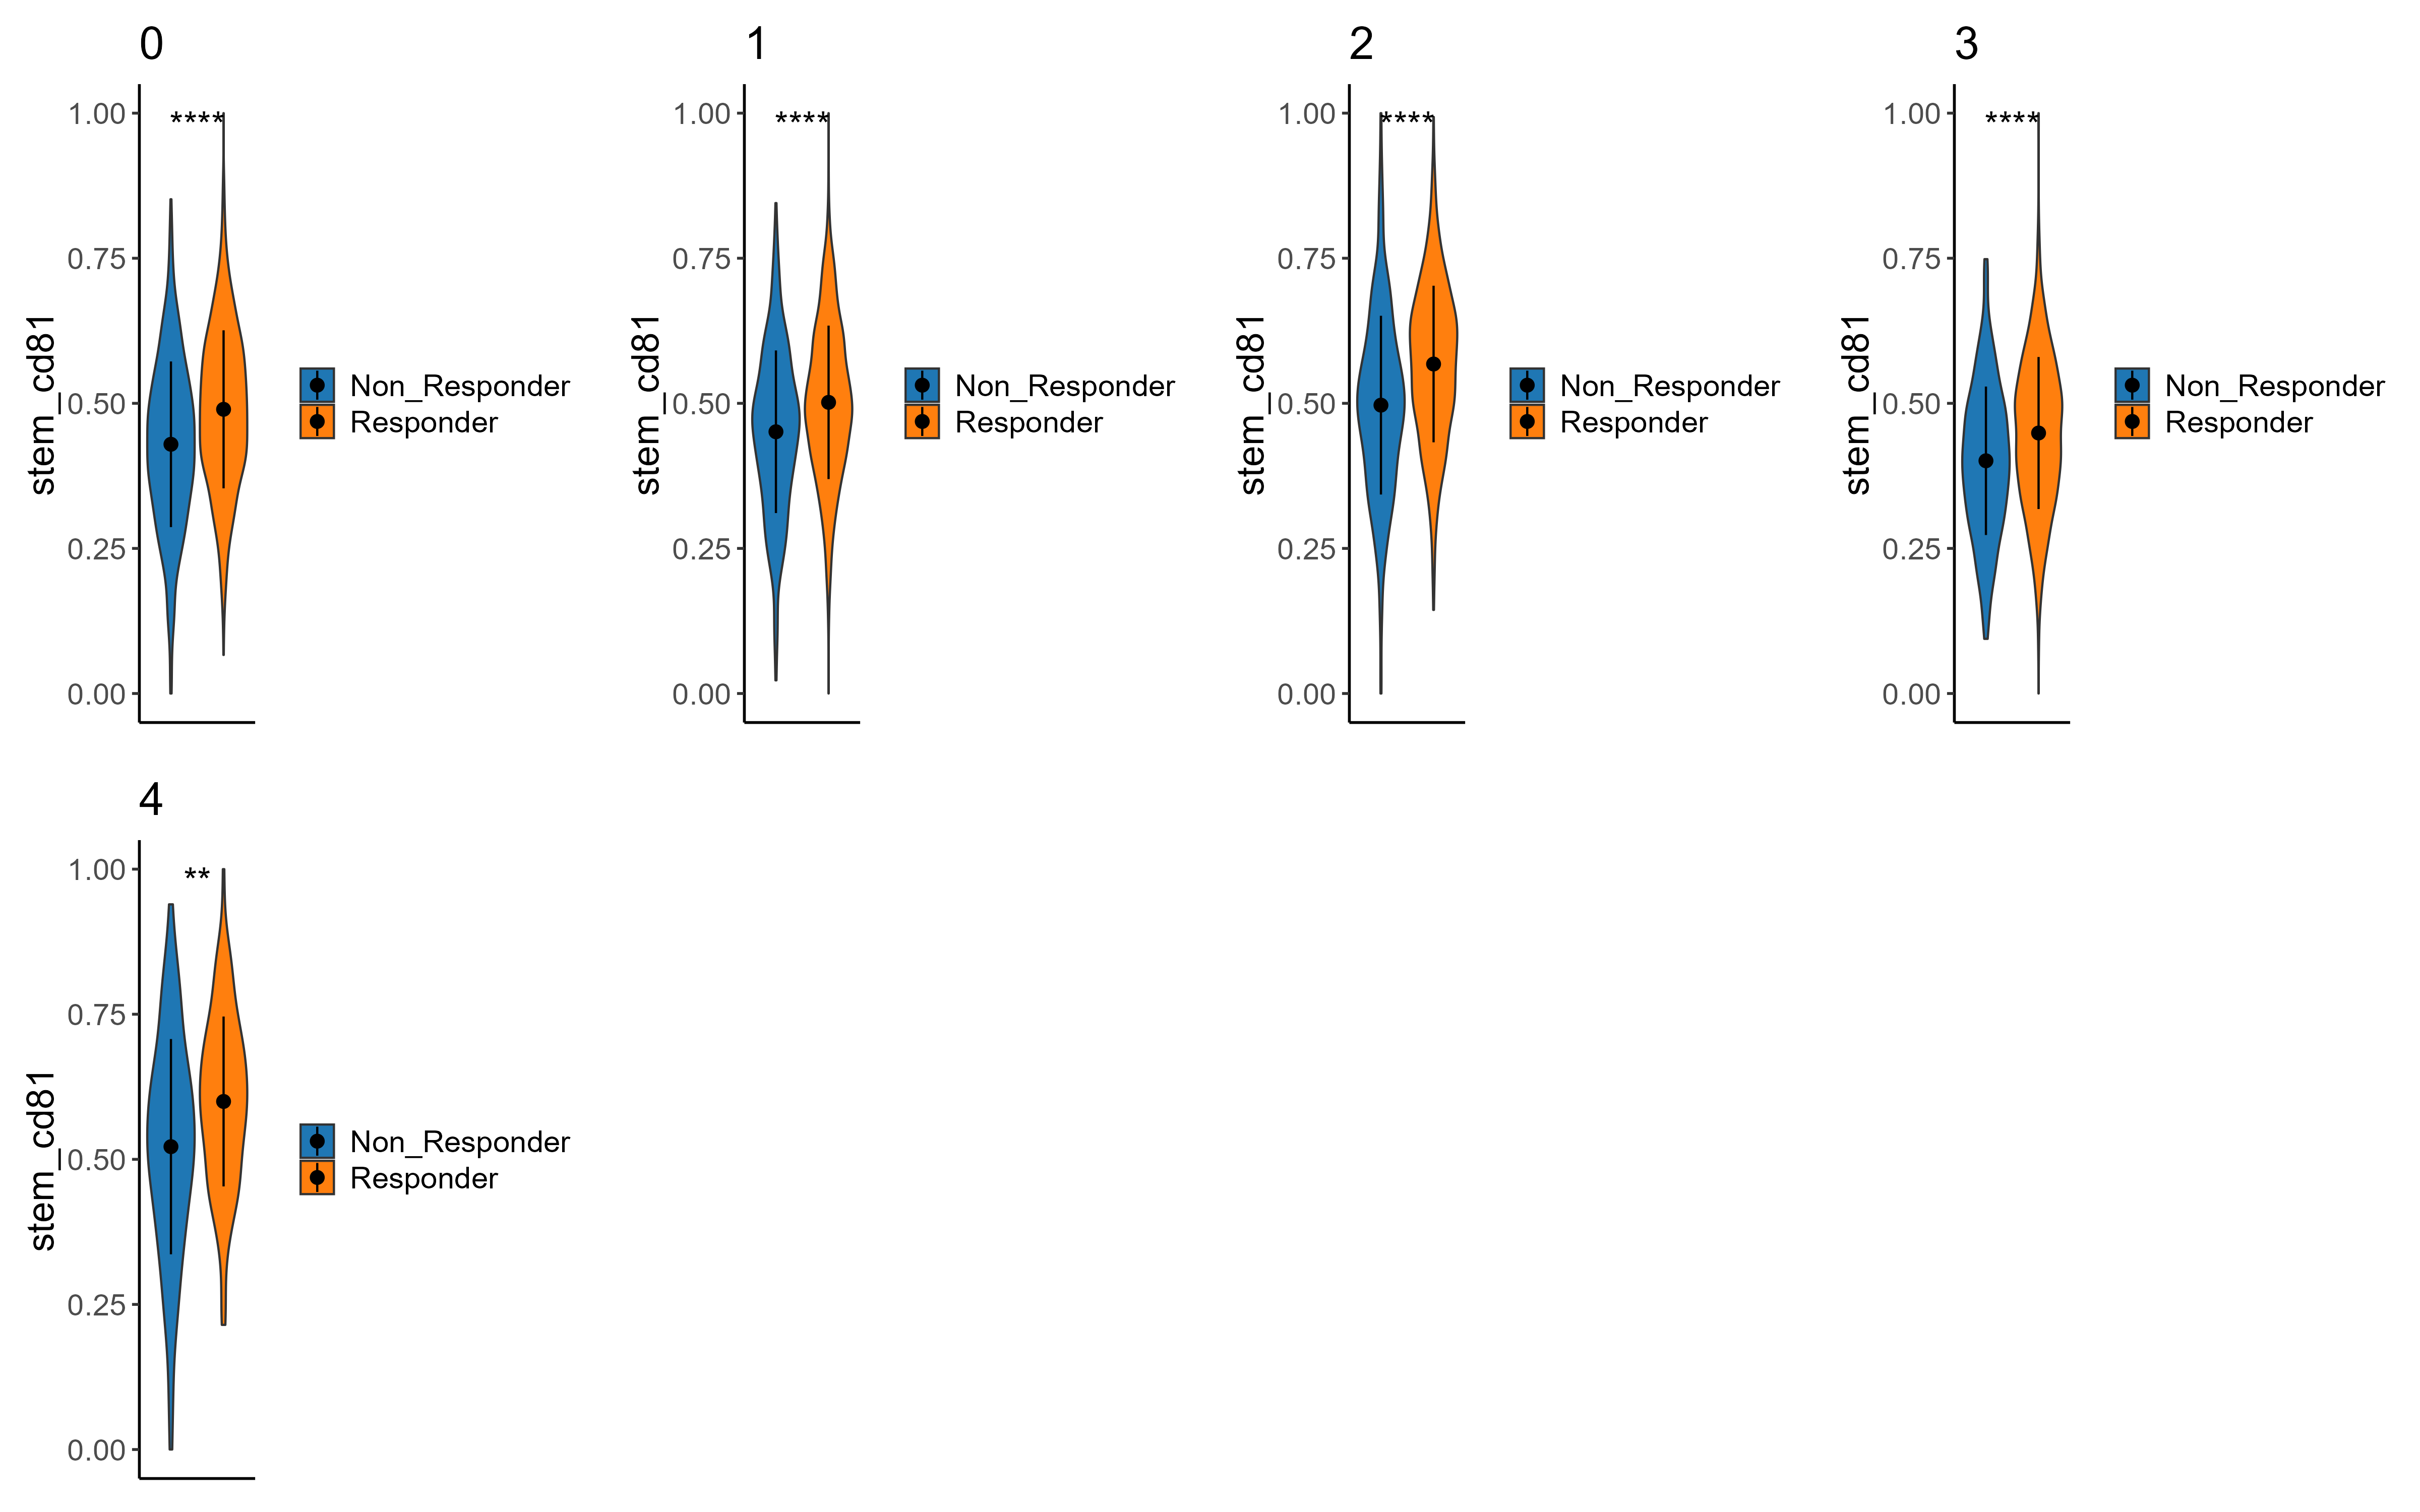 0
****
1.00
0.75
0.50
0.25
0.00
stem_cd81
Non_Responder
Responder
1
****
1.00
0.75
0.50
0.25
0.00
stem_cd81
Non_Responder
Responder
2
****
1.00
0.75
0.50
0.25
0.00
stem_cd81
Non_Responder
Responder
3
****
1.00
0.75
0.50
0.25
0.00
stem_cd81
Non_Responder
Responder
4
**
1.00
0.75
0.50
0.25
0.00
stem_cd81
Non_Responder
Responder